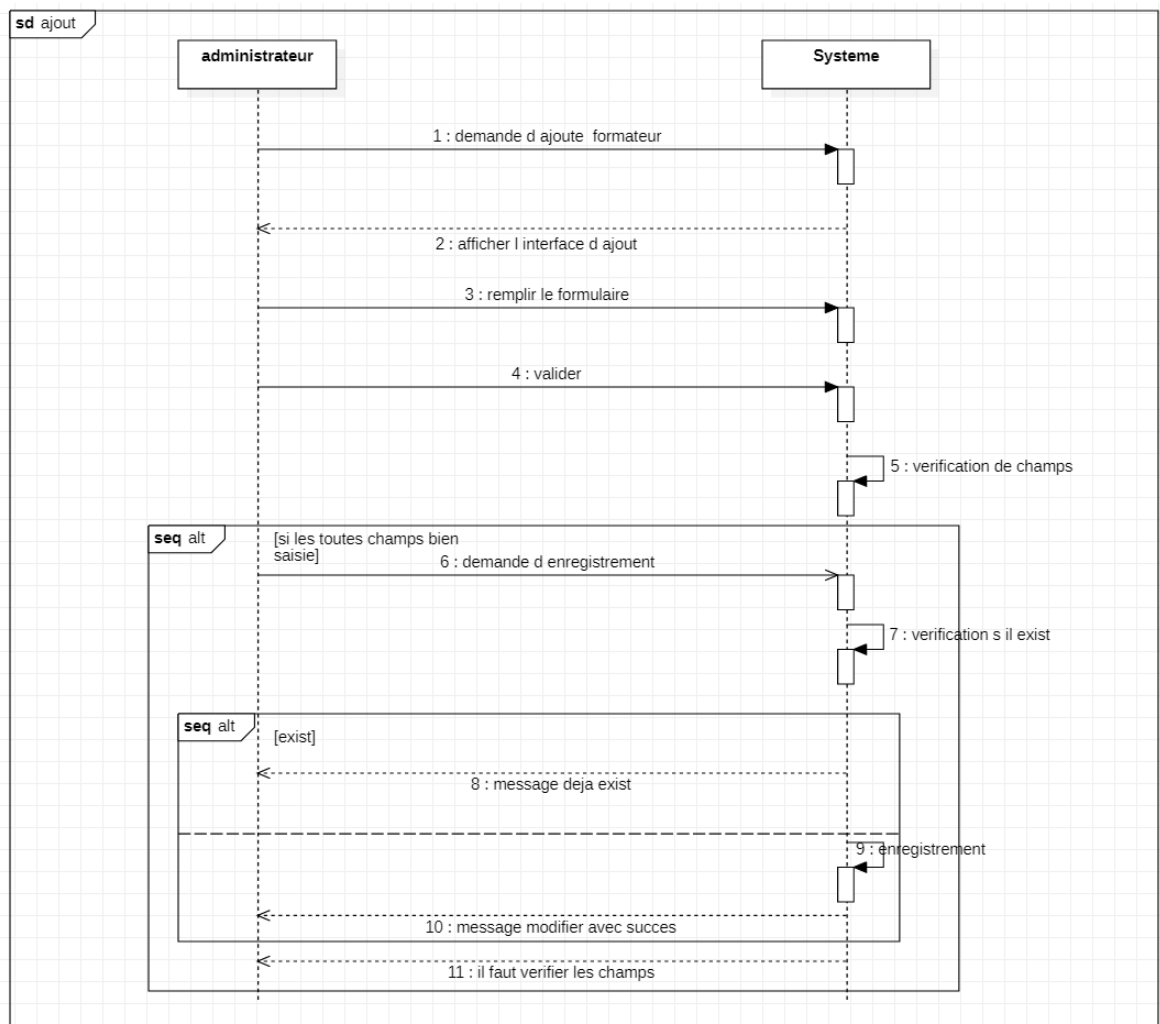 sd ajout
administrateur
Systeme
1 : demande d ajoute  formateur
2 : afficher l interface d ajout
3 : remplir le formulaire
4 : valider
5 : verification de champs
seq alt
[si les toutes champs bien
saisie]
6 : demande d enregistrement
7 : verification s il exist
seq alt
[exist]
8 : message deja exist
9 : enregistrement
10 : message modifier avec succes
11 : il faut verifier les champs